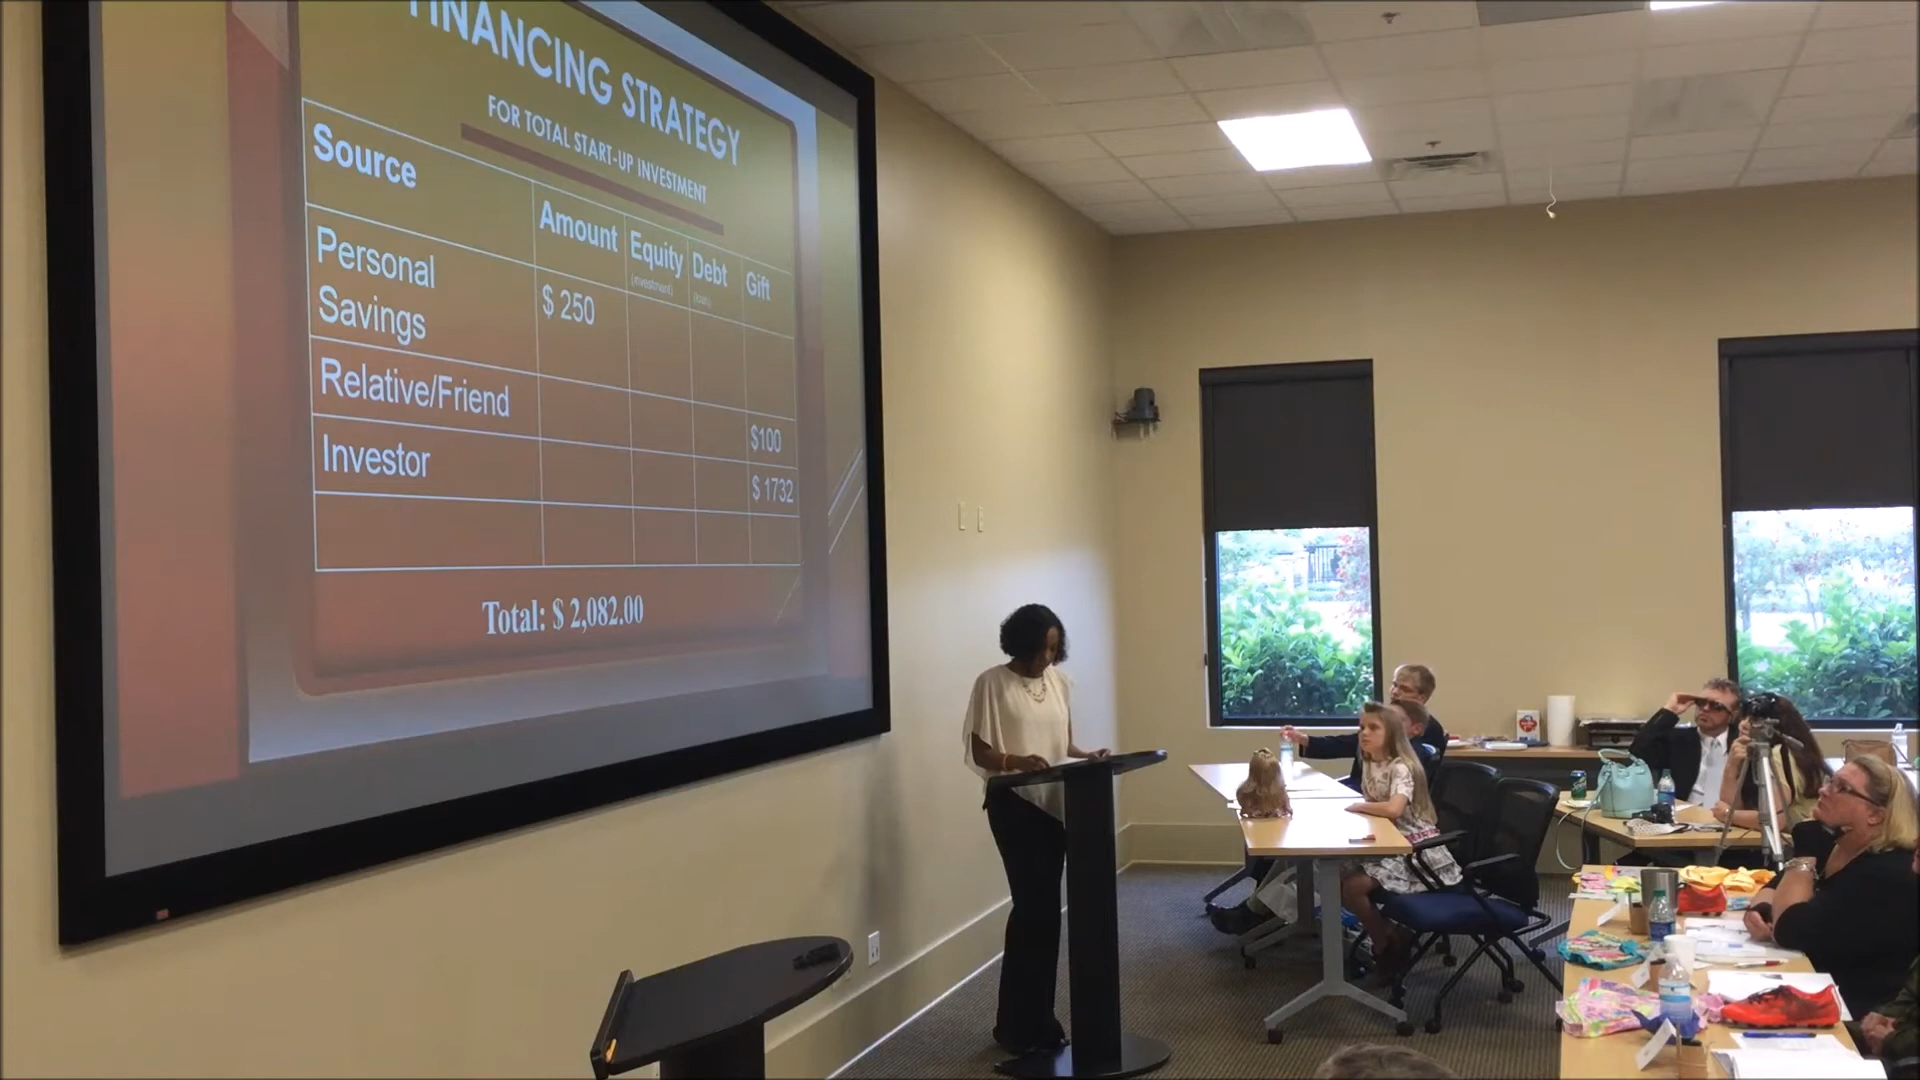 FINANCING STRATEGY
FOR TOTAL START-UP INVESTMENT
Source Amount Equity Debt Gift
(investment) (loan)
Personal
Savings $ 250
Relative/Friend $100
Investor $ 1732
Total: $ 2,082.00